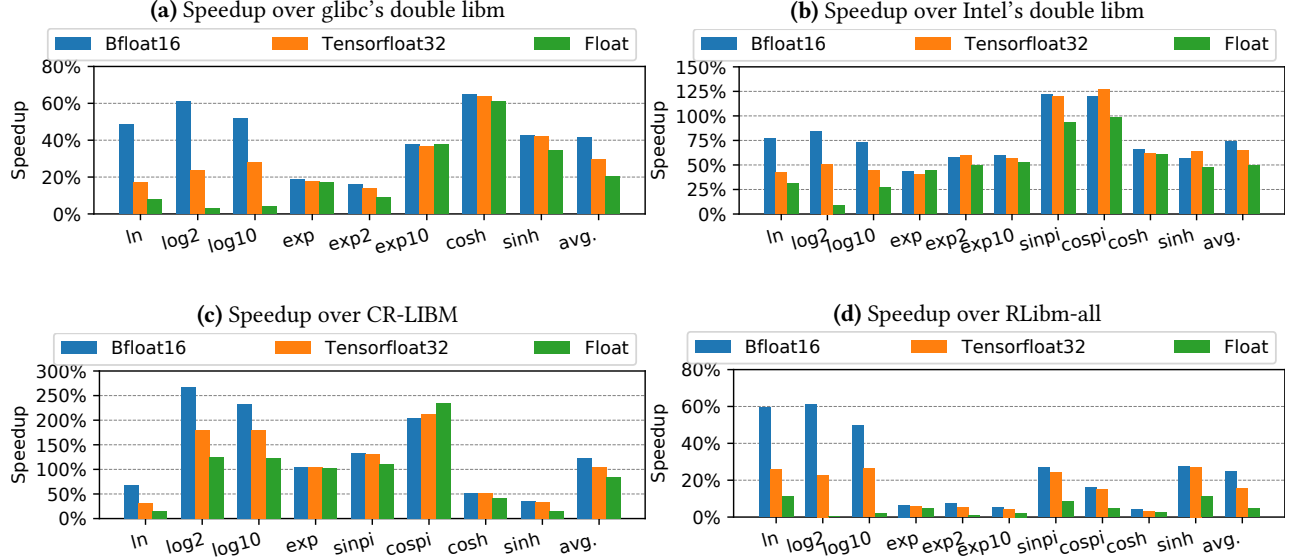 (a) Speedup over glibc's double libm
Bfloat16 Tensorfloat32 Float
80%
60%
40%
20%
0%
Speedup
ln log2 log10 exp exp2 exp10 cosh sinh avg.
(b) Speedup over Intel's double libm
Bfloat16 Tensorfloat32 Float
150%
125%
100%
75%
50%
25%
0%
Speedup
ln log2 log10 exp exp2 exp10 sinpi cospi cosh sinh avg.
(c) Speedup over CR-LIBM
Bfloat16 Tensorfloat32 Float
300%
250%
200%
150%
100%
50%
0%
Speedup
ln log2 log10 exp sinpi cospi cosh sinh avg.
(d) Speedup over RLibm-all
Bfloat16 Tensorfloat32 Float
80%
60%
40%
20%
0%
Speedup
ln log2 log10 exp exp2 exp10 sinpi cospi cosh sinh avg.